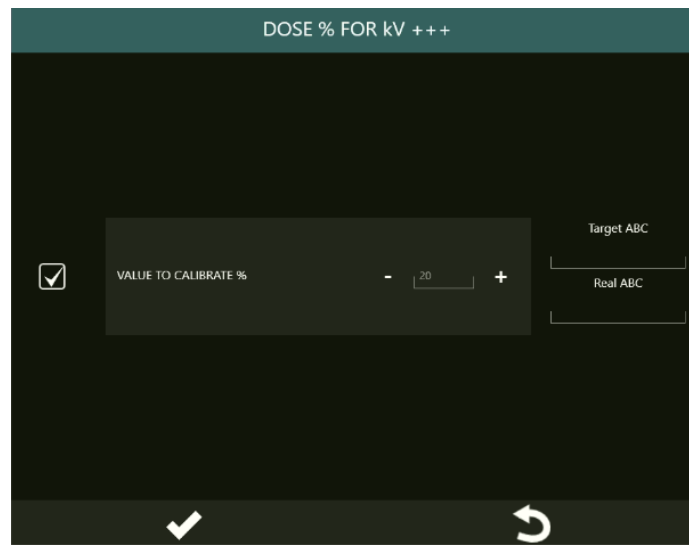 DOSE % FOR kV +++
Target ABC
VALUE TO CALIBRATE % - 20 +
Real ABC